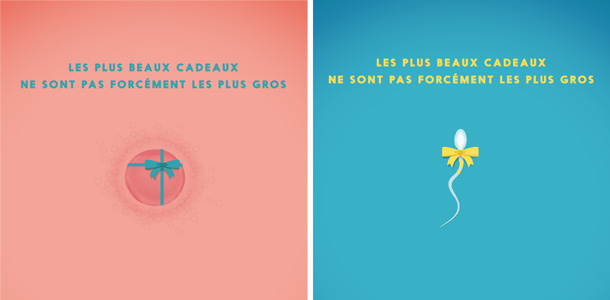 LES PLUS BEAUX CADEAUX
NE SONT PAS FORCÉMENT LES PLUS GROS
LES PLUS BEAUX CADEAUX
NE SONT PAS FORCÉMENT LES PLUS GROS